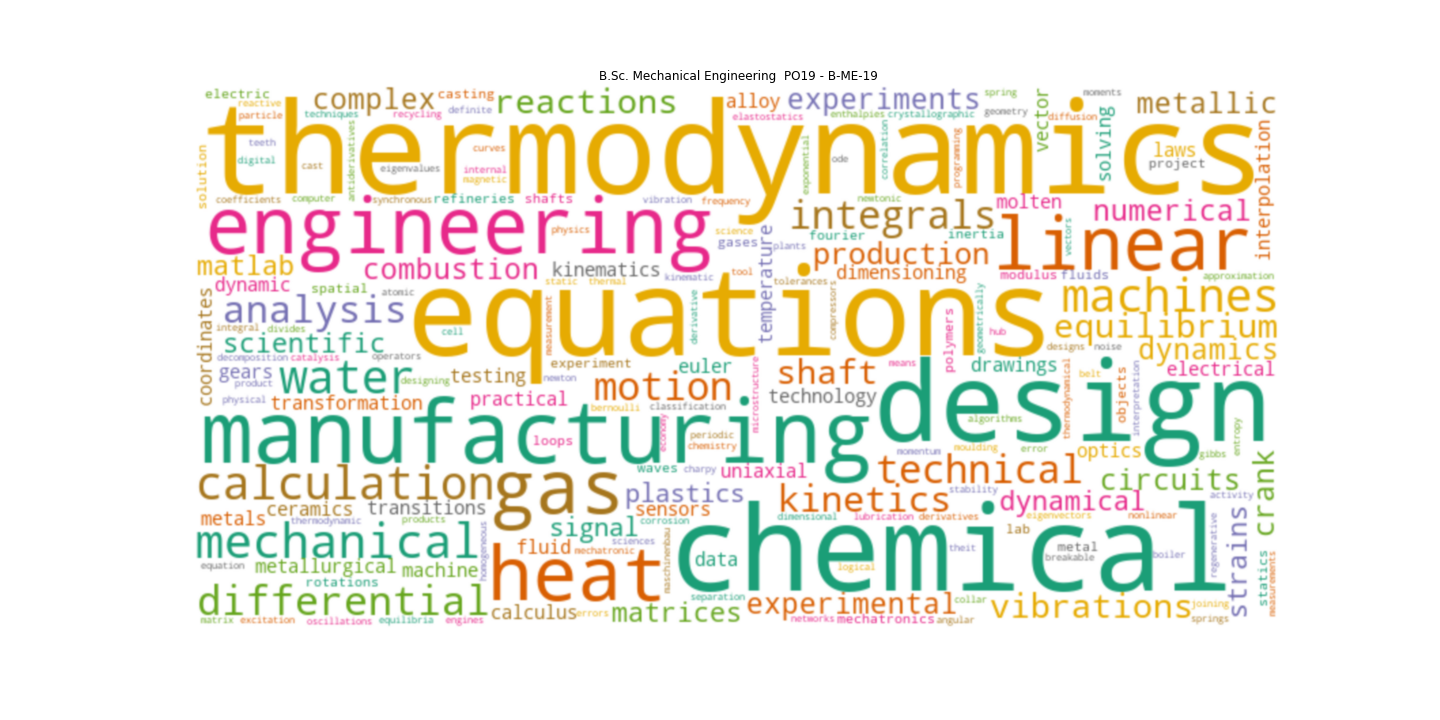 B.Sc. Mechanical Engineering  PO19 - B-ME-19
electric
complex
casting
reactions
alloy
experiments
spring
moments
metallic
reactive
particle
techniques
recycling
definite
elastostatics
enthalpies
crystallographic
geometry
vector
diffusion
thermodynamics
teeth
digital
cast
antiderivatives
eigenvalues
curves
internal
magnetic
exponential
ode
correlation
programming
solving
laws
project
interpolation
solution
coefficients
computer
synchronous
refineries
shafts
vibration
frequency
newtonic
molten
numerical
engineering
physics
science
gases
plants
temperature
integrals
fourier
inertia
linear
vectors
production
matlab
combustion
kinematics
kinematic
tool
dimensioning
modulus
fluids
approximation
dynamic
spatial
atomic
static
thermal
tolerances
compressors
machines
coordinates
analysis
equations
measurement
derivative
geometrically
polymers
hub
equilibrium
integral
divides
cell
scientific
designs
noise
dynamics
decomposition
catalysis
operators
experiment
euler
means
drawings
electrical
gears
water
product
designing
testing
newton
motion
shaft
belt
design
physical
transformation
practical
bernoulli
classification
microstructure
technology
thermodynamical
objects
interpretation
manufacturing
loops
economy
periodic
chemistry
algorithms
momentum
moulding
error
optics
gibbs
entropy
calculation
gas
waves
charpy
uniaxial
technical
circuits
crank
ceramics
transitions
plastics
kinetics
stability
dynamical
activity
metals
thermodynamic
products
signal
sensors
corrosion
dimensional
lubrication
derivatives
eigenvectors
nonlinear
mechanical
homogeneous
fluid
mechatronic
sciences
maschinenbau
data
chemical
theit
lab
metal
breakable
boiler
regenerative
strains
statics
measurements
equation
metallurgical
machine
heat
logical
rotations
differential
calculus
errors
matrices
separation
experimental
collar
vibrations
joining
matrix
excitation
oscillations
equilibria
engines
networks
mechatronics
angular
springs